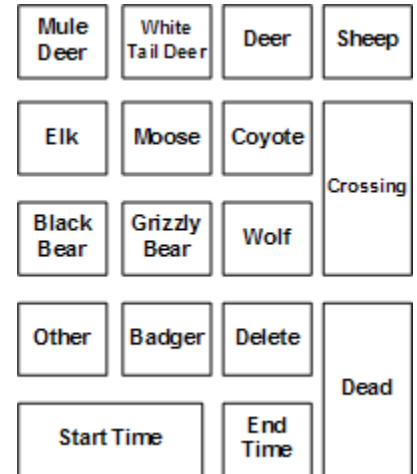 Mule
Deer
White
Tail Deer
Deer
Sheep
Elk
Moose
Coyote
Crossing
Black
Bear
Grizzly
Bear
Wolf
Other
Badger
Delete
Dead
Start Time
End
Time